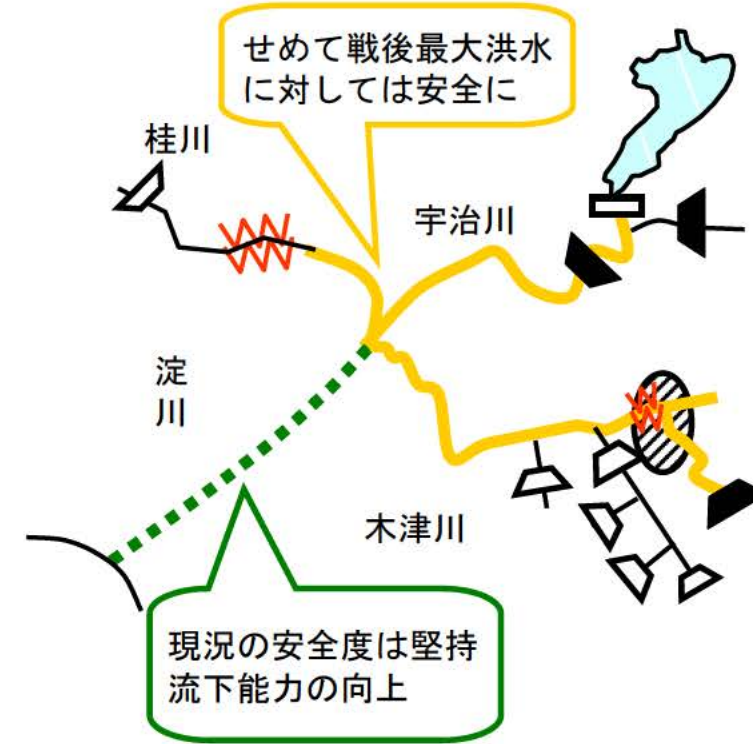 せめて戦後最大洪水
に対しては安全に
桂川
宇治川
淀
川
木津川
現況の安全度は堅持
流下能力の向上